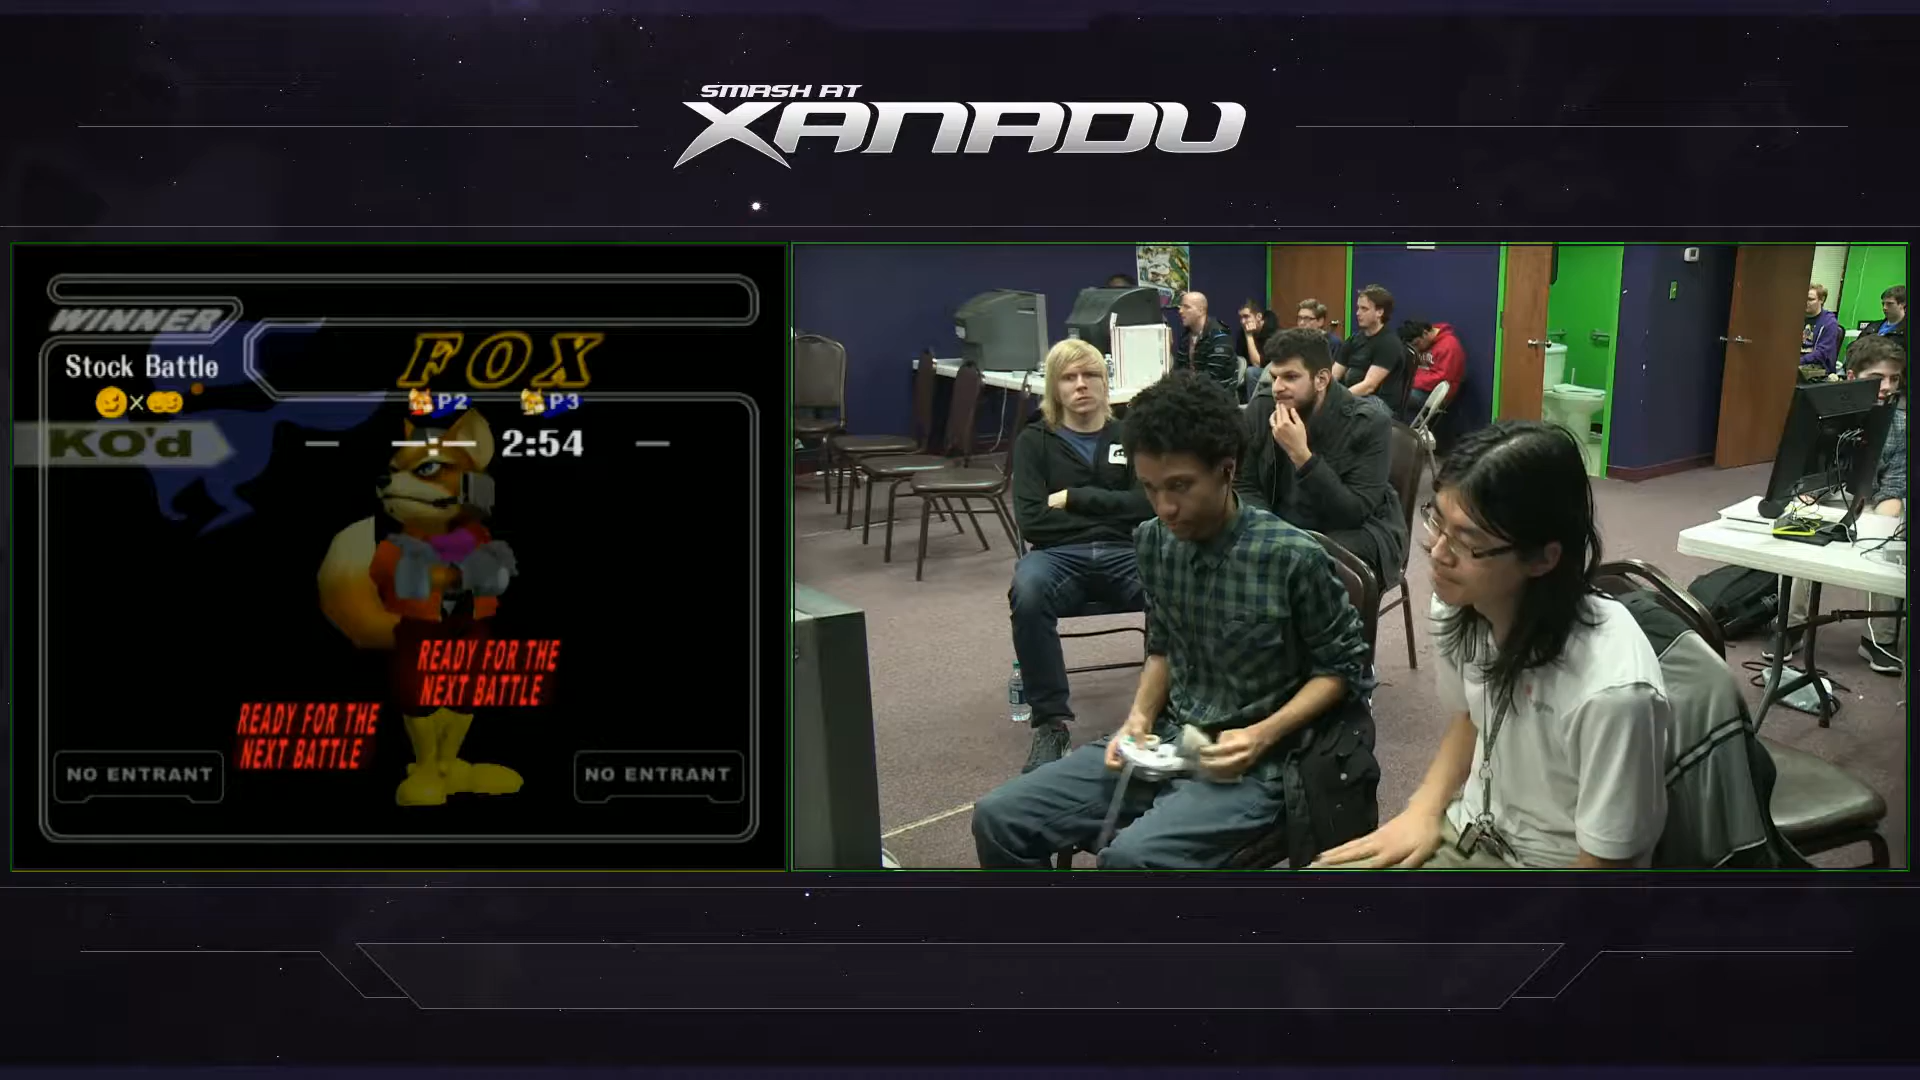 SMASH AT
XANADU
WINNER
Stock Battle
FOX
P2 P3
KO'd
— —:— 2:54 —
READY FOR THE
NEXT BATTLE
READY FOR THE
NEXT BATTLE
NO ENTRANT
NO ENTRANT